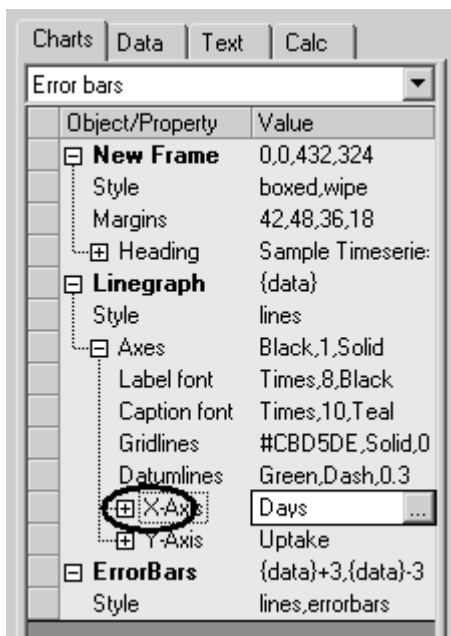 Charts Data Text Calc
Error bars
Object/Property Value
New Frame 0,0,432,324
Style boxed,wipe
Margins 42,48,36,18
Heading Sample Timeserie:
Linegraph {data}
Style lines
Axes Black,1,Solid
Label font Times,8,Black
Caption font Times,10,Teal
Gridlines #CBD5DE,Solid,0
Datumlines Green,Dash,0.3
X-Axis Days ...
Y-Axis Uptake
ErrorBars {data}+3,{data}-3
Style lines,errorbars